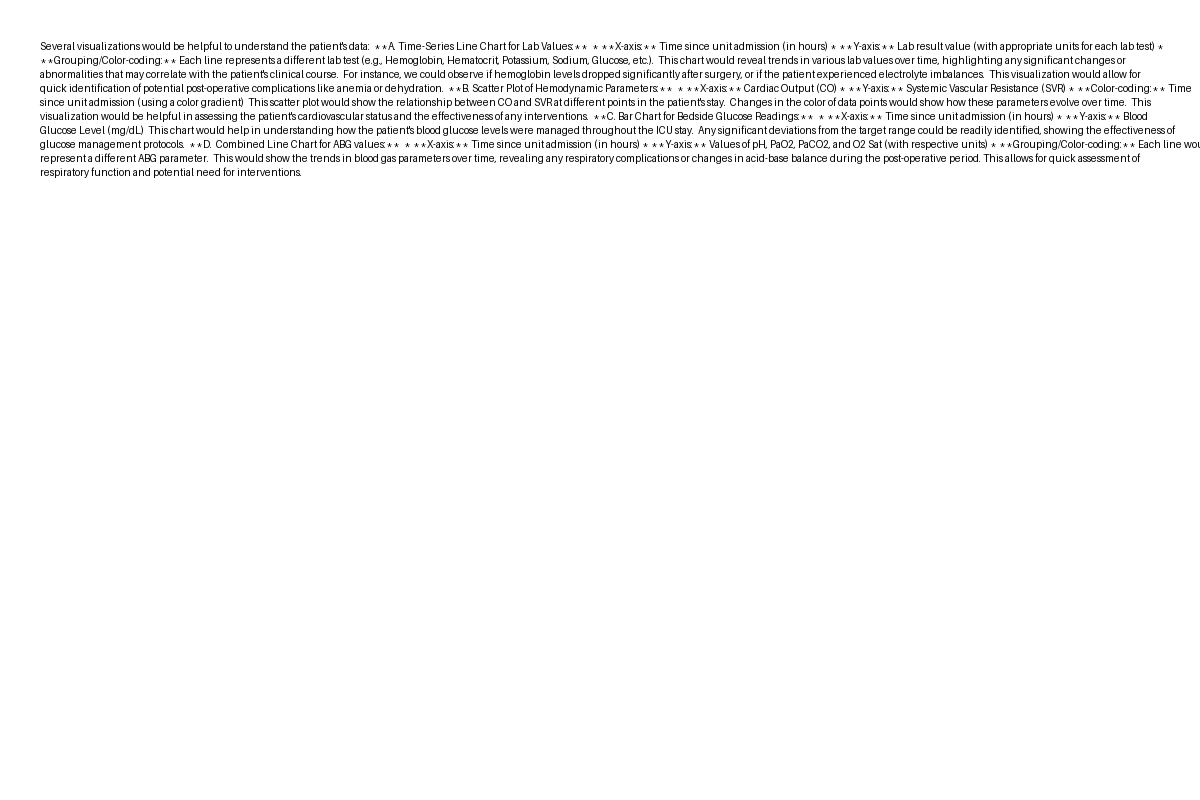 Several visualizations would be helpful to understand the patient's data:  **A. Time-Series Line Chart for Lab Values:**  * **X-axis:** Time since unit admission (in hours) * **Y-axis:** Lab result value (with appropriate units for each lab test) *
**Grouping/Color-coding:** Each line represents a different lab test (e.g., Hemoglobin, Hematocrit, Potassium, Sodium, Glucose, etc.).  This chart would reveal trends in various lab values over time, highlighting any significant changes or
abnormalities that may correlate with the patient's clinical course.  For instance, we could observe if hemoglobin levels dropped significantly after surgery, or if the patient experienced electrolyte imbalances.  This visualization would allow for
quick identification of potential post-operative complications like anemia or dehydration.  **B. Scatter Plot of Hemodynamic Parameters:**  * **X-axis:** Cardiac Output (CO) * **Y-axis:** Systemic Vascular Resistance (SVR) * **Color-coding:** Time
since unit admission (using a color gradient)  This scatter plot would show the relationship between CO and SVR at different points in the patient's stay.  Changes in the color of data points would show how these parameters evolve over time.  This
visualization would be helpful in assessing the patient's cardiovascular status and the effectiveness of any interventions.  **C. Bar Chart for Bedside Glucose Readings:**  * **X-axis:** Time since unit admission (in hours) * **Y-axis:** Blood
Glucose Level (mg/dL)  This chart would help in understanding how the patient's blood glucose levels were managed throughout the ICU stay.  Any significant deviations from the target range could be readily identified, showing the effectiveness of
glucose management protocols.  **D.  Combined Line Chart for ABG values:**  * **X-axis:** Time since unit admission (in hours) * **Y-axis:** Values of pH, PaO2, PaCO2, and O2 Sat (with respective units) * **Grouping/Color-coding:** Each line
represent a different ABG parameter.  This would show the trends in blood gas parameters over time, revealing any respiratory complications or changes in acid-base balance during the post-operative period. This allows for quick assessment of
respiratory function and potential need for interventions.